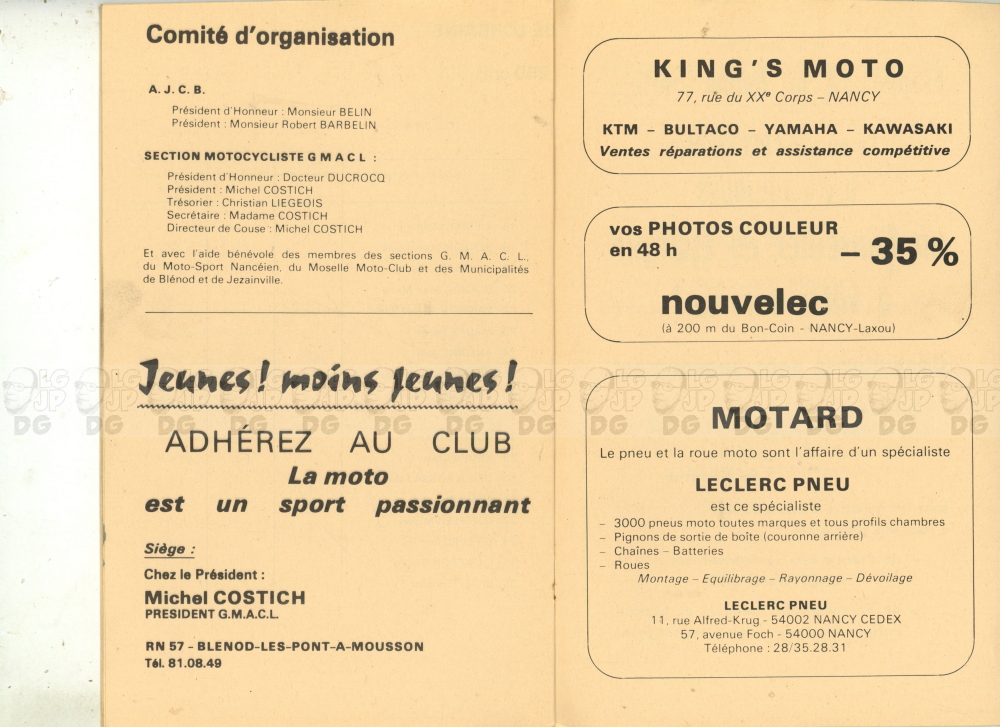 Comité d'organisation
A. J. C. B.
Président d'Honneur : Monsieur BELIN
Président : Monsieur Robert BARBELIN
SECTION MOTOCYCLISTE G M A C L :
Président d'Honneur : Docteur DUCROCQ
Président : Michel COSTICH
Trésorier : Christian LIEGEOIS
Secrétaire : Madame COSTICH
Directeur de Couse : Michel COSTICH
Et avec l'aide bénévole des membres des sections G. M. A. C. L.,
du Moto-Sport Nancéien, du Moselle Moto-Club et des Municipalités
de Blénod et de Jezainville.
Jeunes ! moins jeunes !
ADHÉREZ AU CLUB
La moto
est un sport passionnant
Siège :
Chez le Président :
Michel COSTICH
PRESIDENT G.M.A.C.L.
RN 57 - BLENOD-LES-PONT-A-MOUSSON
Tél. 81.08.49
KING'S MOTO
77, rue du XXe Corps - NANCY
KTM - BULTACO - YAMAHA - KAWASAKI
Ventes réparations et assistance compétitive
vos PHOTOS COULEUR
en 48 h
- 35 %
nouvelec
(à 200 m du Bon-Coin - NANCY-Laxou)
MOTARD
Le pneu et la roue moto sont l'affaire d'un spécialiste
LECLERC PNEU
est ce spécialiste
- 3000 pneus moto toutes marques et tous profils chambres
- Pignons de sortie de boîte (couronne arrière)
- Chaînes - Batteries
- Roues
Montage - Equilibrage - Rayonnage - Dévoilage
LECLERC PNEU
11, rue Alfred-Krug - 54002 NANCY CEDEX
57, avenue Foch - 54000 NANCY
Téléphone : 28/35.28.31
LG JP DG